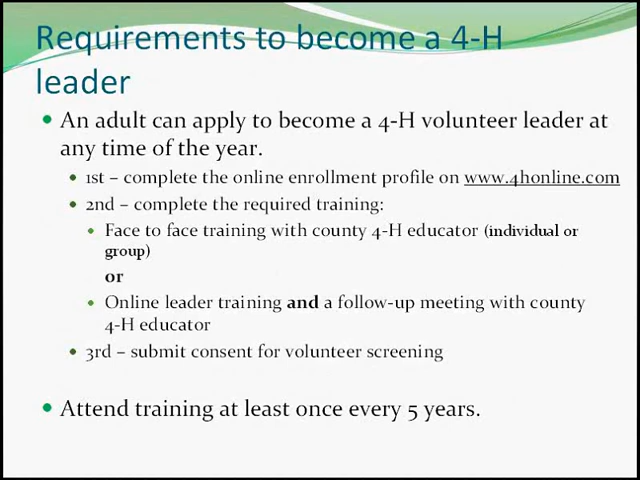 Requirements to become a 4-H
leader
• An adult can apply to become a 4-H volunteer leader at
any time of the year.
• 1st – complete the online enrollment profile on www.4honline.com
• 2nd – complete the required training:
• Face to face training with county 4-H educator (individual or
group)
or
• Online leader training and a follow-up meeting with county
4-H educator
• 3rd – submit consent for volunteer screening
• Attend training at least once every 5 years.